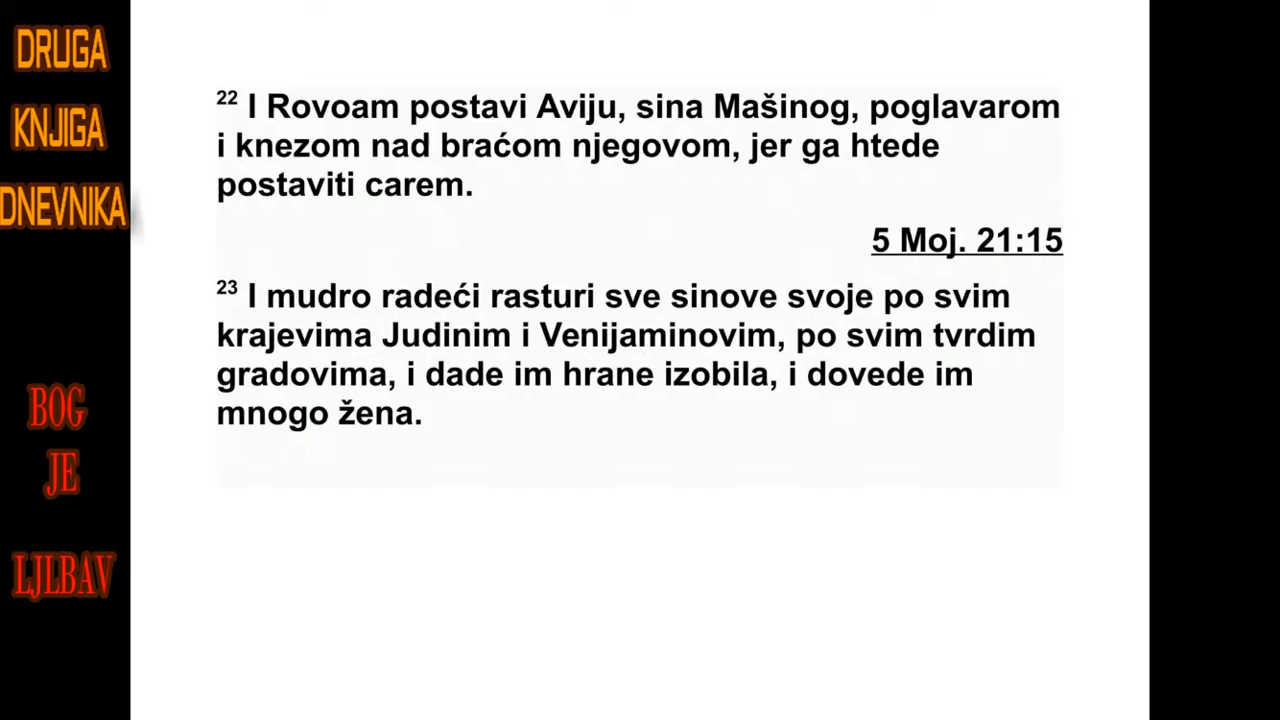 DRUGA
KNJIGA
DNEVNIKA
BOG
JE
LJLBAV
22 I Rovoam postavi Aviju, sina Mašinog, poglavarom
i knezom nad braćom njegovom, jer ga htede
postaviti carem.
5 Moj. 21:15
23 I mudro radeći rasturi sve sinove svoje po svim
krajevima Judinim i Venijaminovim, po svim tvrdim
gradovima, i dade im hrane izobila, i dovede im
mnogo žena.